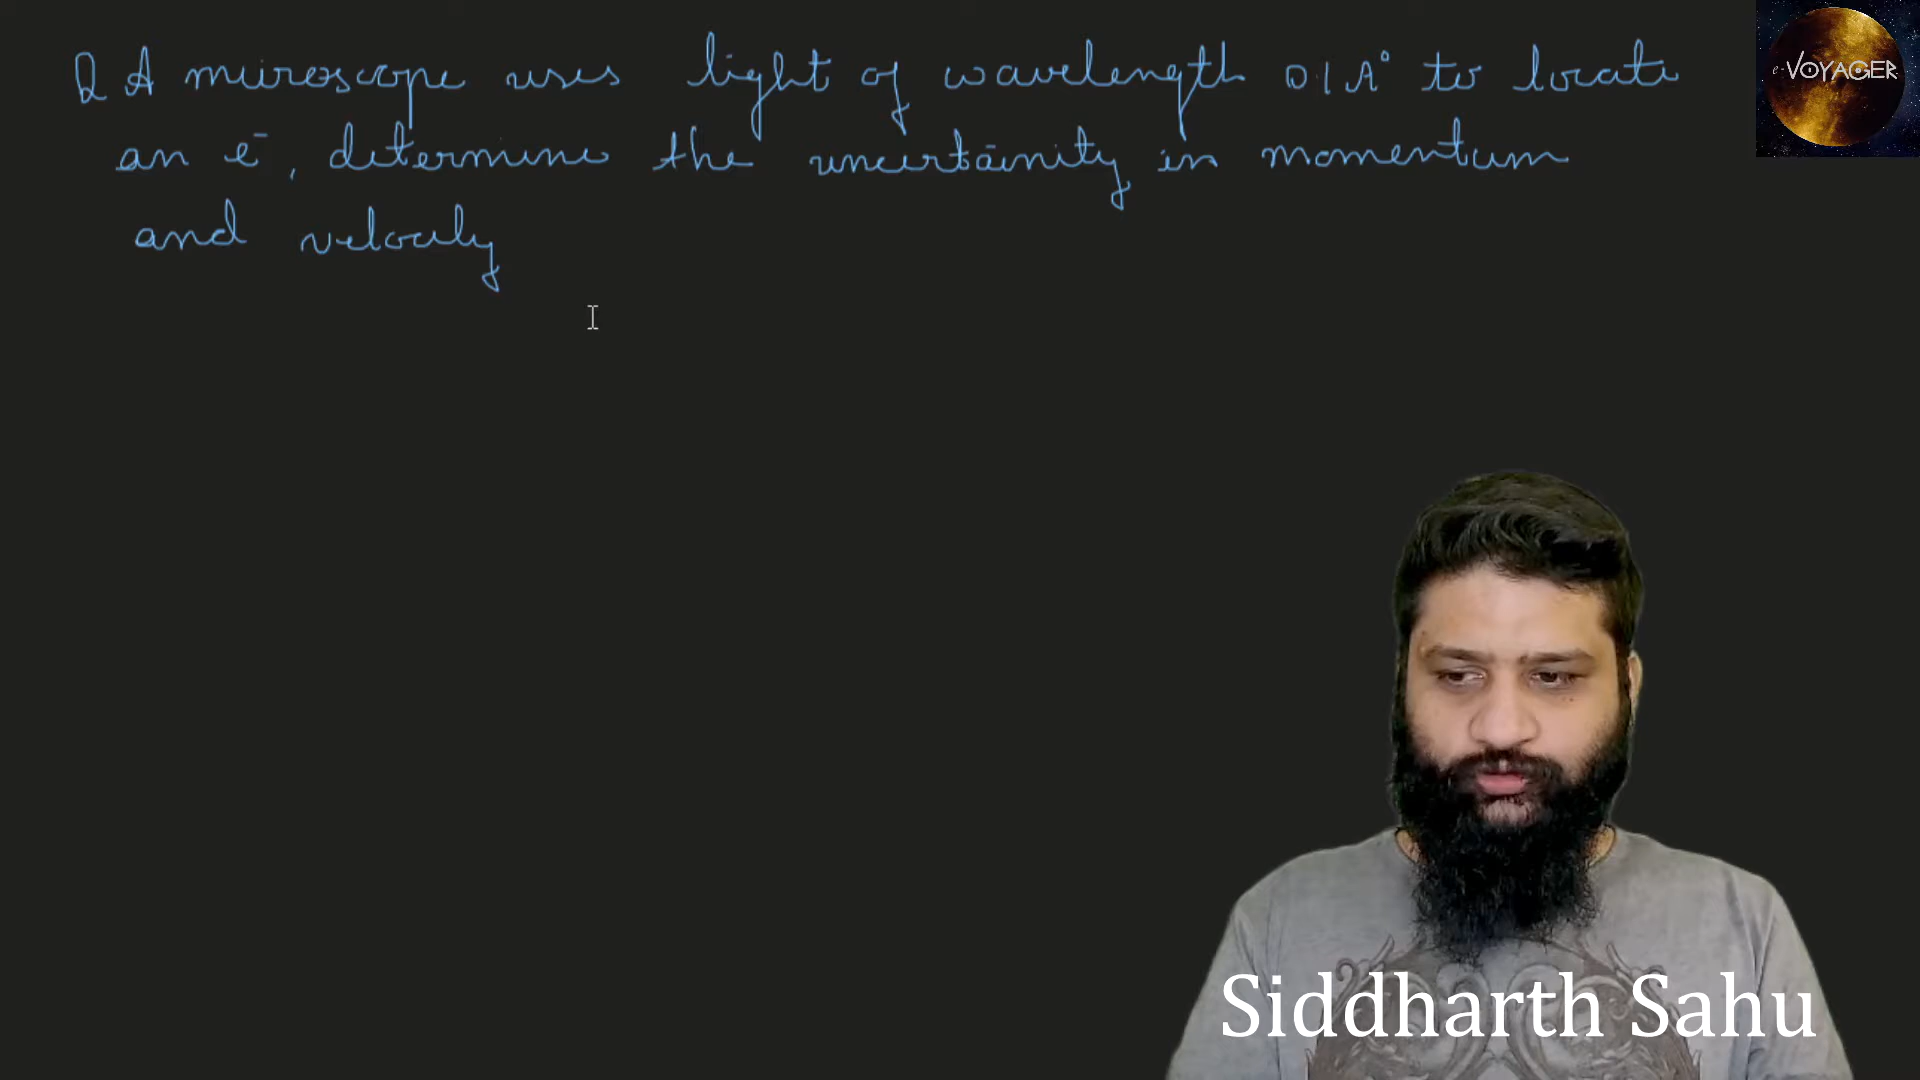 Q A microscope uses light of wavelength 0.1 A° to locate
an e⁻, determine the uncertainity in momentum
and velocity
e-VOYAGER
Siddharth Sahu